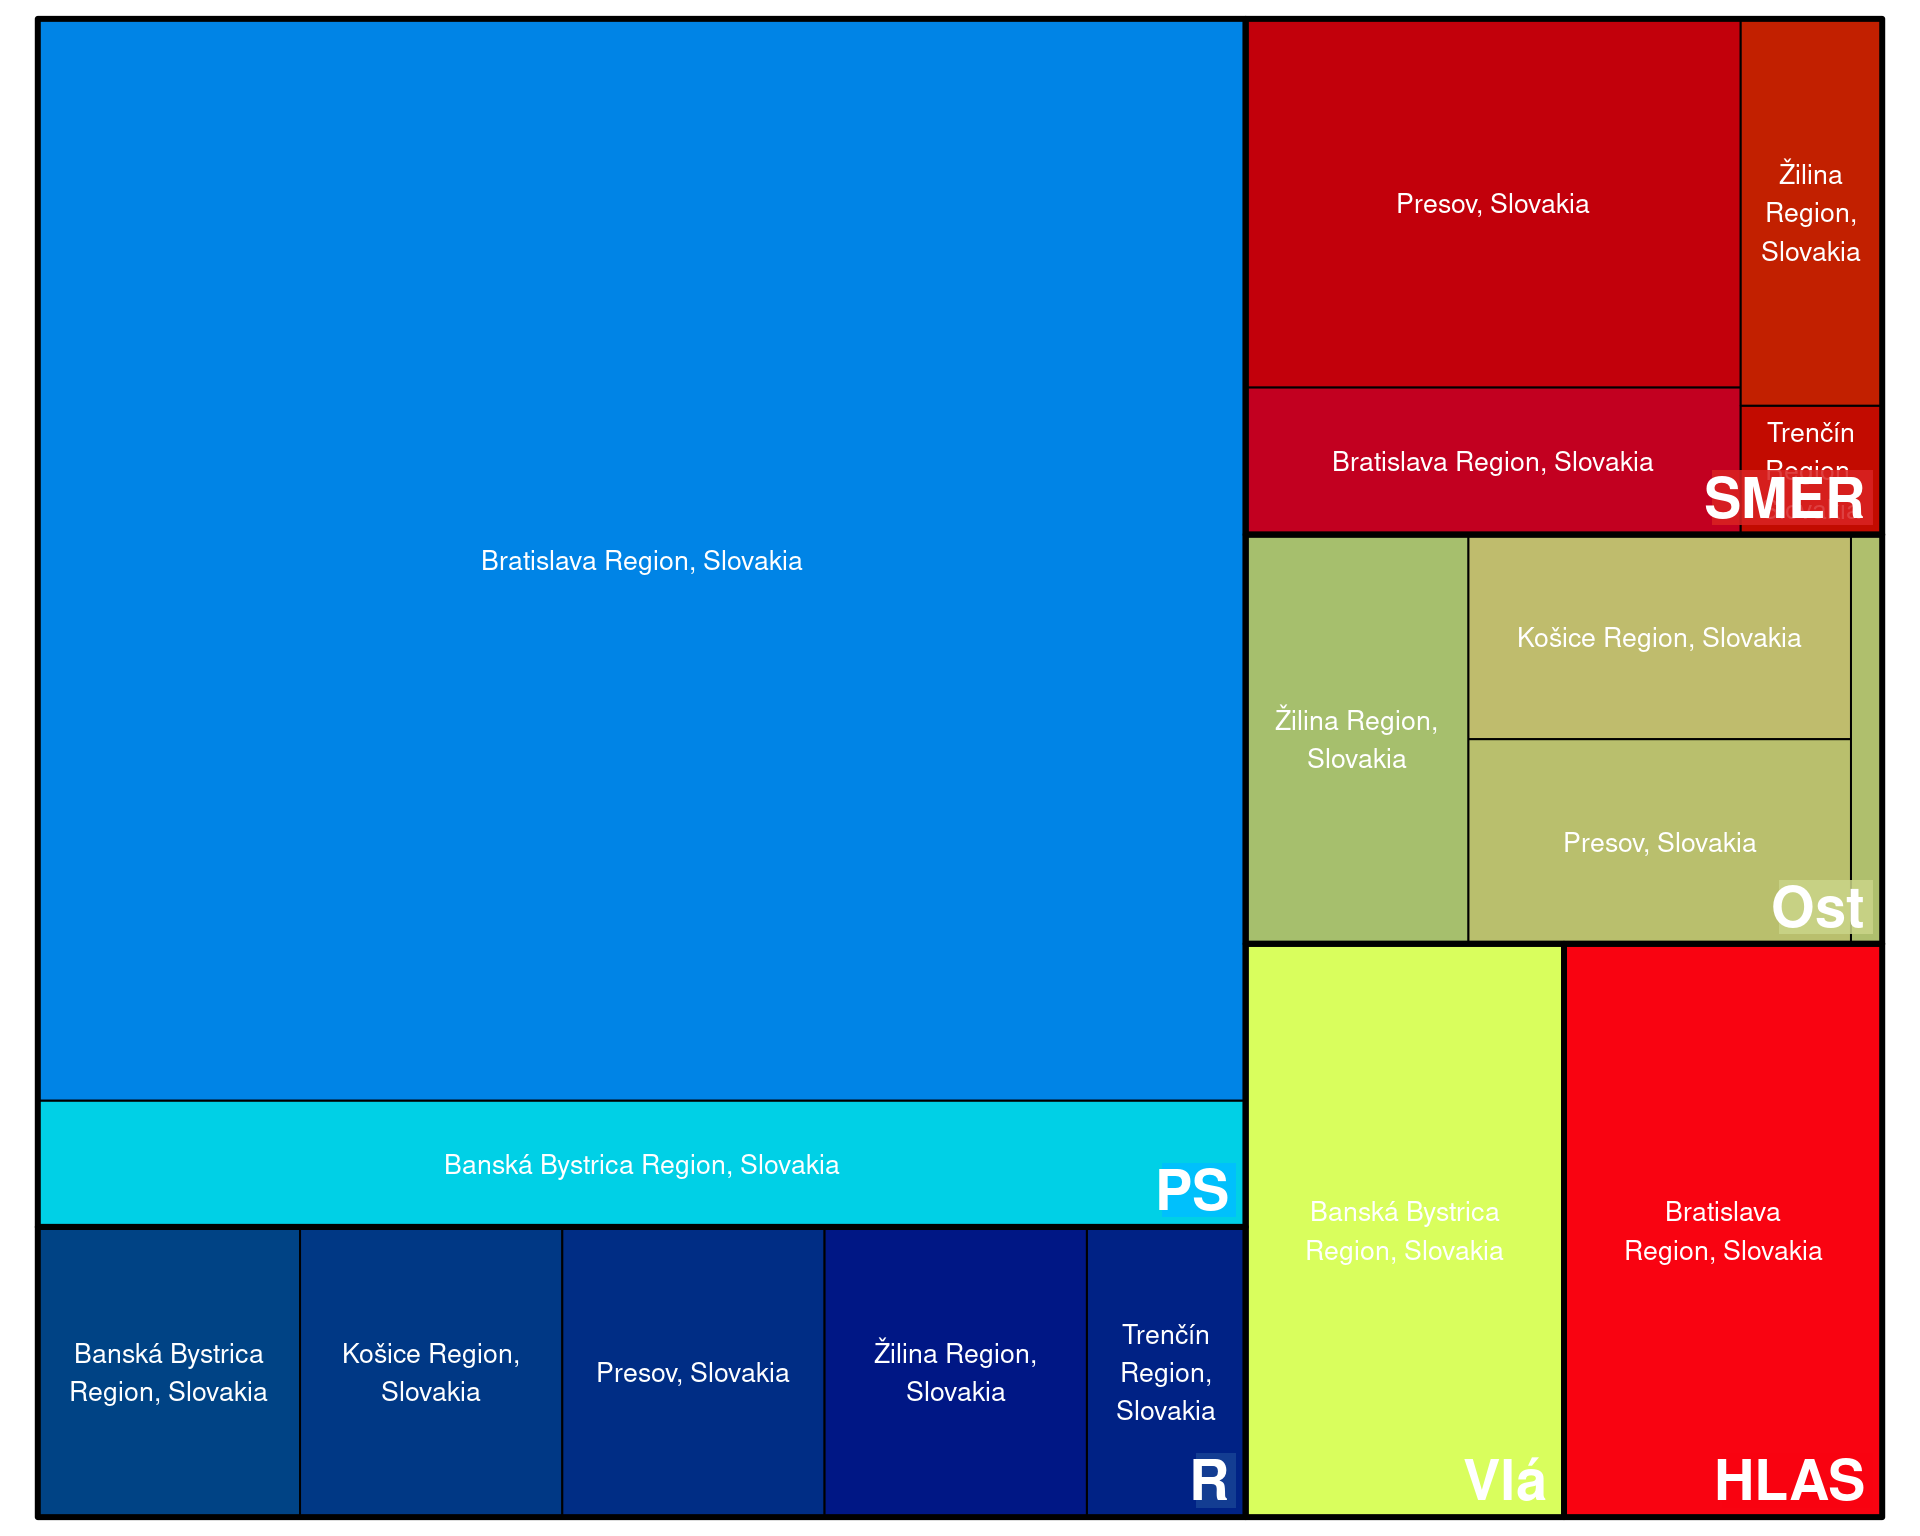 Bratislava Region, Slovakia
Banská Bystrica Region, Slovakia
PS
Banská Bystrica
Region, Slovakia
Košice Region,
Slovakia
Presov, Slovakia
Žilina Region,
Slovakia
Trenčín
Region,
Slovakia
R
Presov, Slovakia
Žilina
Region,
Slovakia
Bratislava Region, Slovakia
Trenčín
Region,
SMER
Žilina Region,
Slovakia
Košice Region, Slovakia
Presov, Slovakia
Ost
Banská Bystrica
Region, Slovakia
Vlá
Bratislava
Region, Slovakia
HLAS